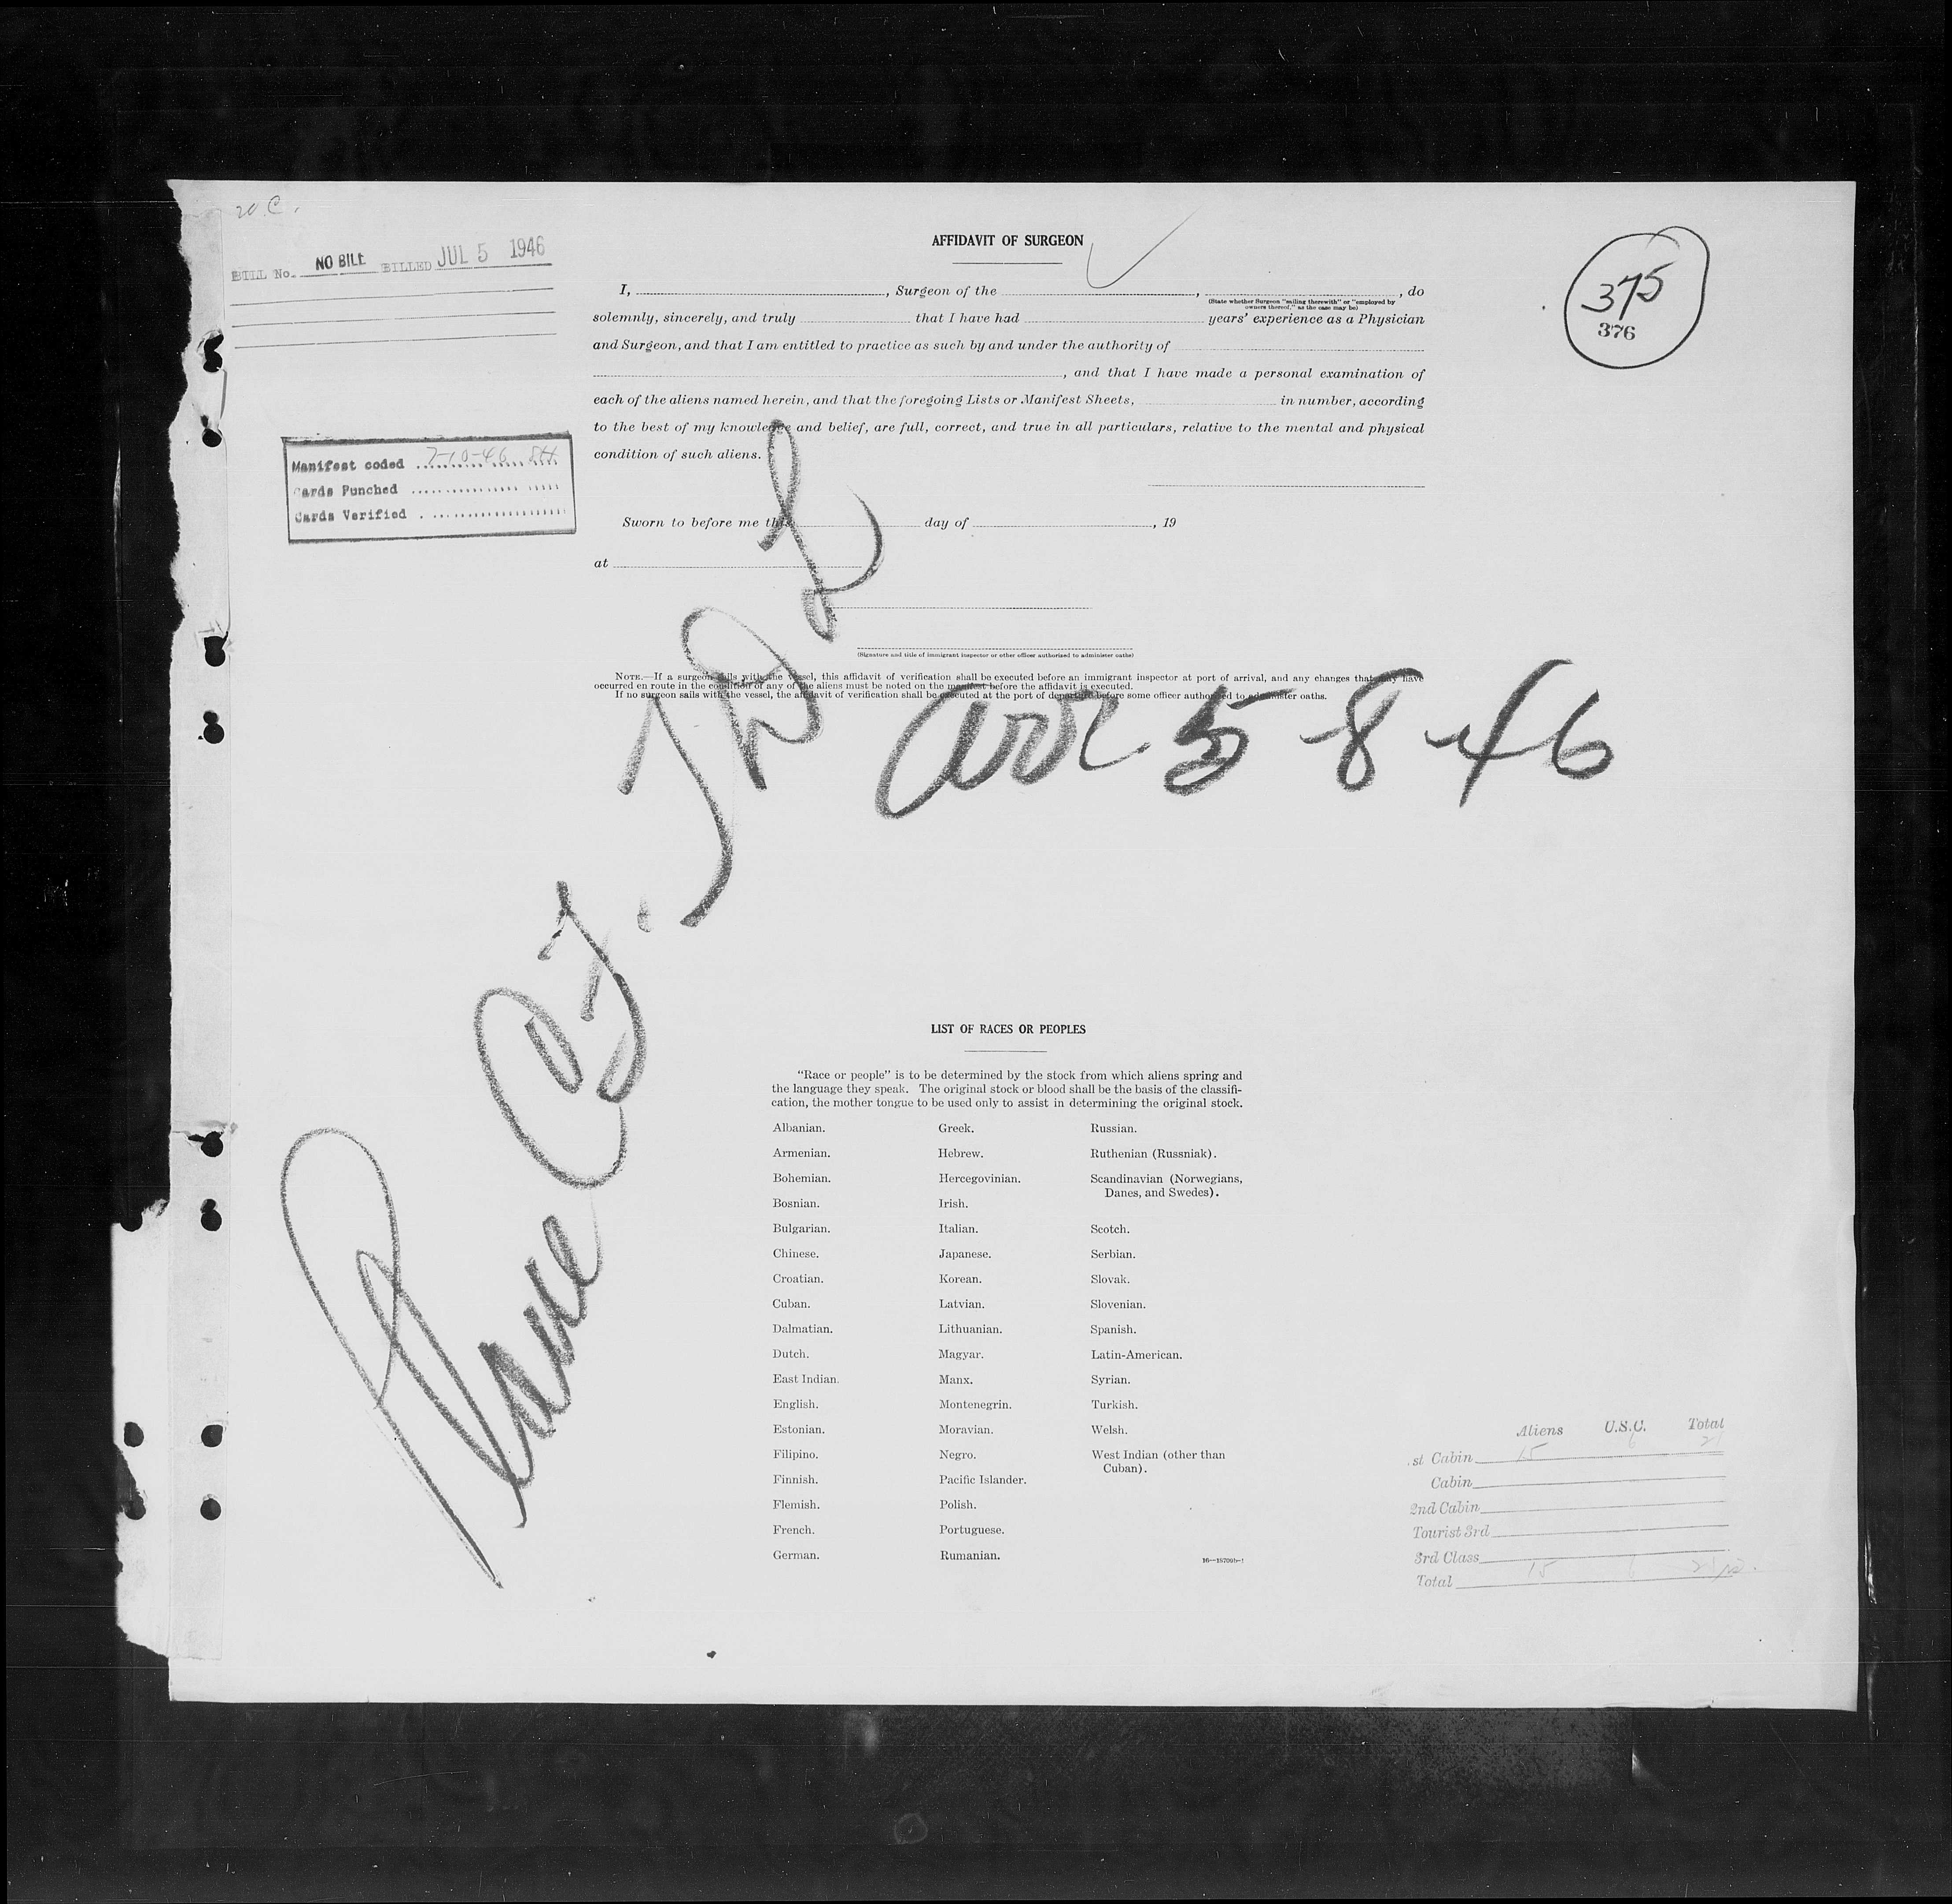 AFFIDAVIT OF SURGEON
BILL No. NO BILL BILLED JUL 5 1946
375
376
I, , Surgeon of the , , do
(State whether Surgeon "sailing therewith" or "employed by
owners thereof," as the case may be)
solemnly, sincerely, and truly that I have had years' experience as a Physician
and Surgeon, and that I am entitled to practice as such by and under the authority of
, and that I have made a personal examination of
each of the aliens named herein, and that the foregoing Lists or Manifest Sheets, in number, according
to the best of my knowledge and belief, are full, correct, and true in all particulars, relative to the mental and physical
condition of such aliens.
Manifest coded 7-10-46
Cards Punched
Cards Verified
Sworn to before me this day of , 19
at
(Signature and title of immigrant inspector or other officer authorized to administer oaths)
NOTE.—If a surgeon sails with the vessel, this affidavit of verification shall be executed before an immigrant inspector at port of arrival, and any changes that may have
occurred en route in the condition of any of the aliens must be noted on the manifest before the affidavit is executed.
If no surgeon sails with the vessel, the affidavit of verification shall be executed at the port of departure before some officer authorized to administer oaths.
arr 5-8-46
Plane
LIST OF RACES OR PEOPLES
"Race or people" is to be determined by the stock from which aliens spring and
the language they speak. The original stock or blood shall be the basis of the classifi-
cation, the mother tongue to be used only to assist in determining the original stock.
Albanian.
Armenian.
Bohemian.
Bosnian.
Bulgarian.
Chinese.
Croatian.
Cuban.
Dalmatian.
Dutch.
East Indian.
English.
Estonian.
Filipino.
Finnish.
Flemish.
French.
German.
Greek.
Hebrew.
Hercegovinian.
Irish.
Italian.
Japanese.
Korean.
Latvian.
Lithuanian.
Magyar.
Manx.
Montenegrin.
Moravian.
Negro.
Pacific Islander.
Polish.
Portuguese.
Rumanian.
Russian.
Ruthenian (Russniak).
Scandinavian (Norwegians,
Danes, and Swedes).
Scotch.
Serbian.
Slovak.
Slovenian.
Spanish.
Latin-American.
Syrian.
Turkish.
Welsh.
West Indian (other than
Cuban).
Aliens U.S.C. Total
st Cabin 15 6 21
Cabin
2nd Cabin
Tourist 3rd
3rd Class
Total 15 6 21